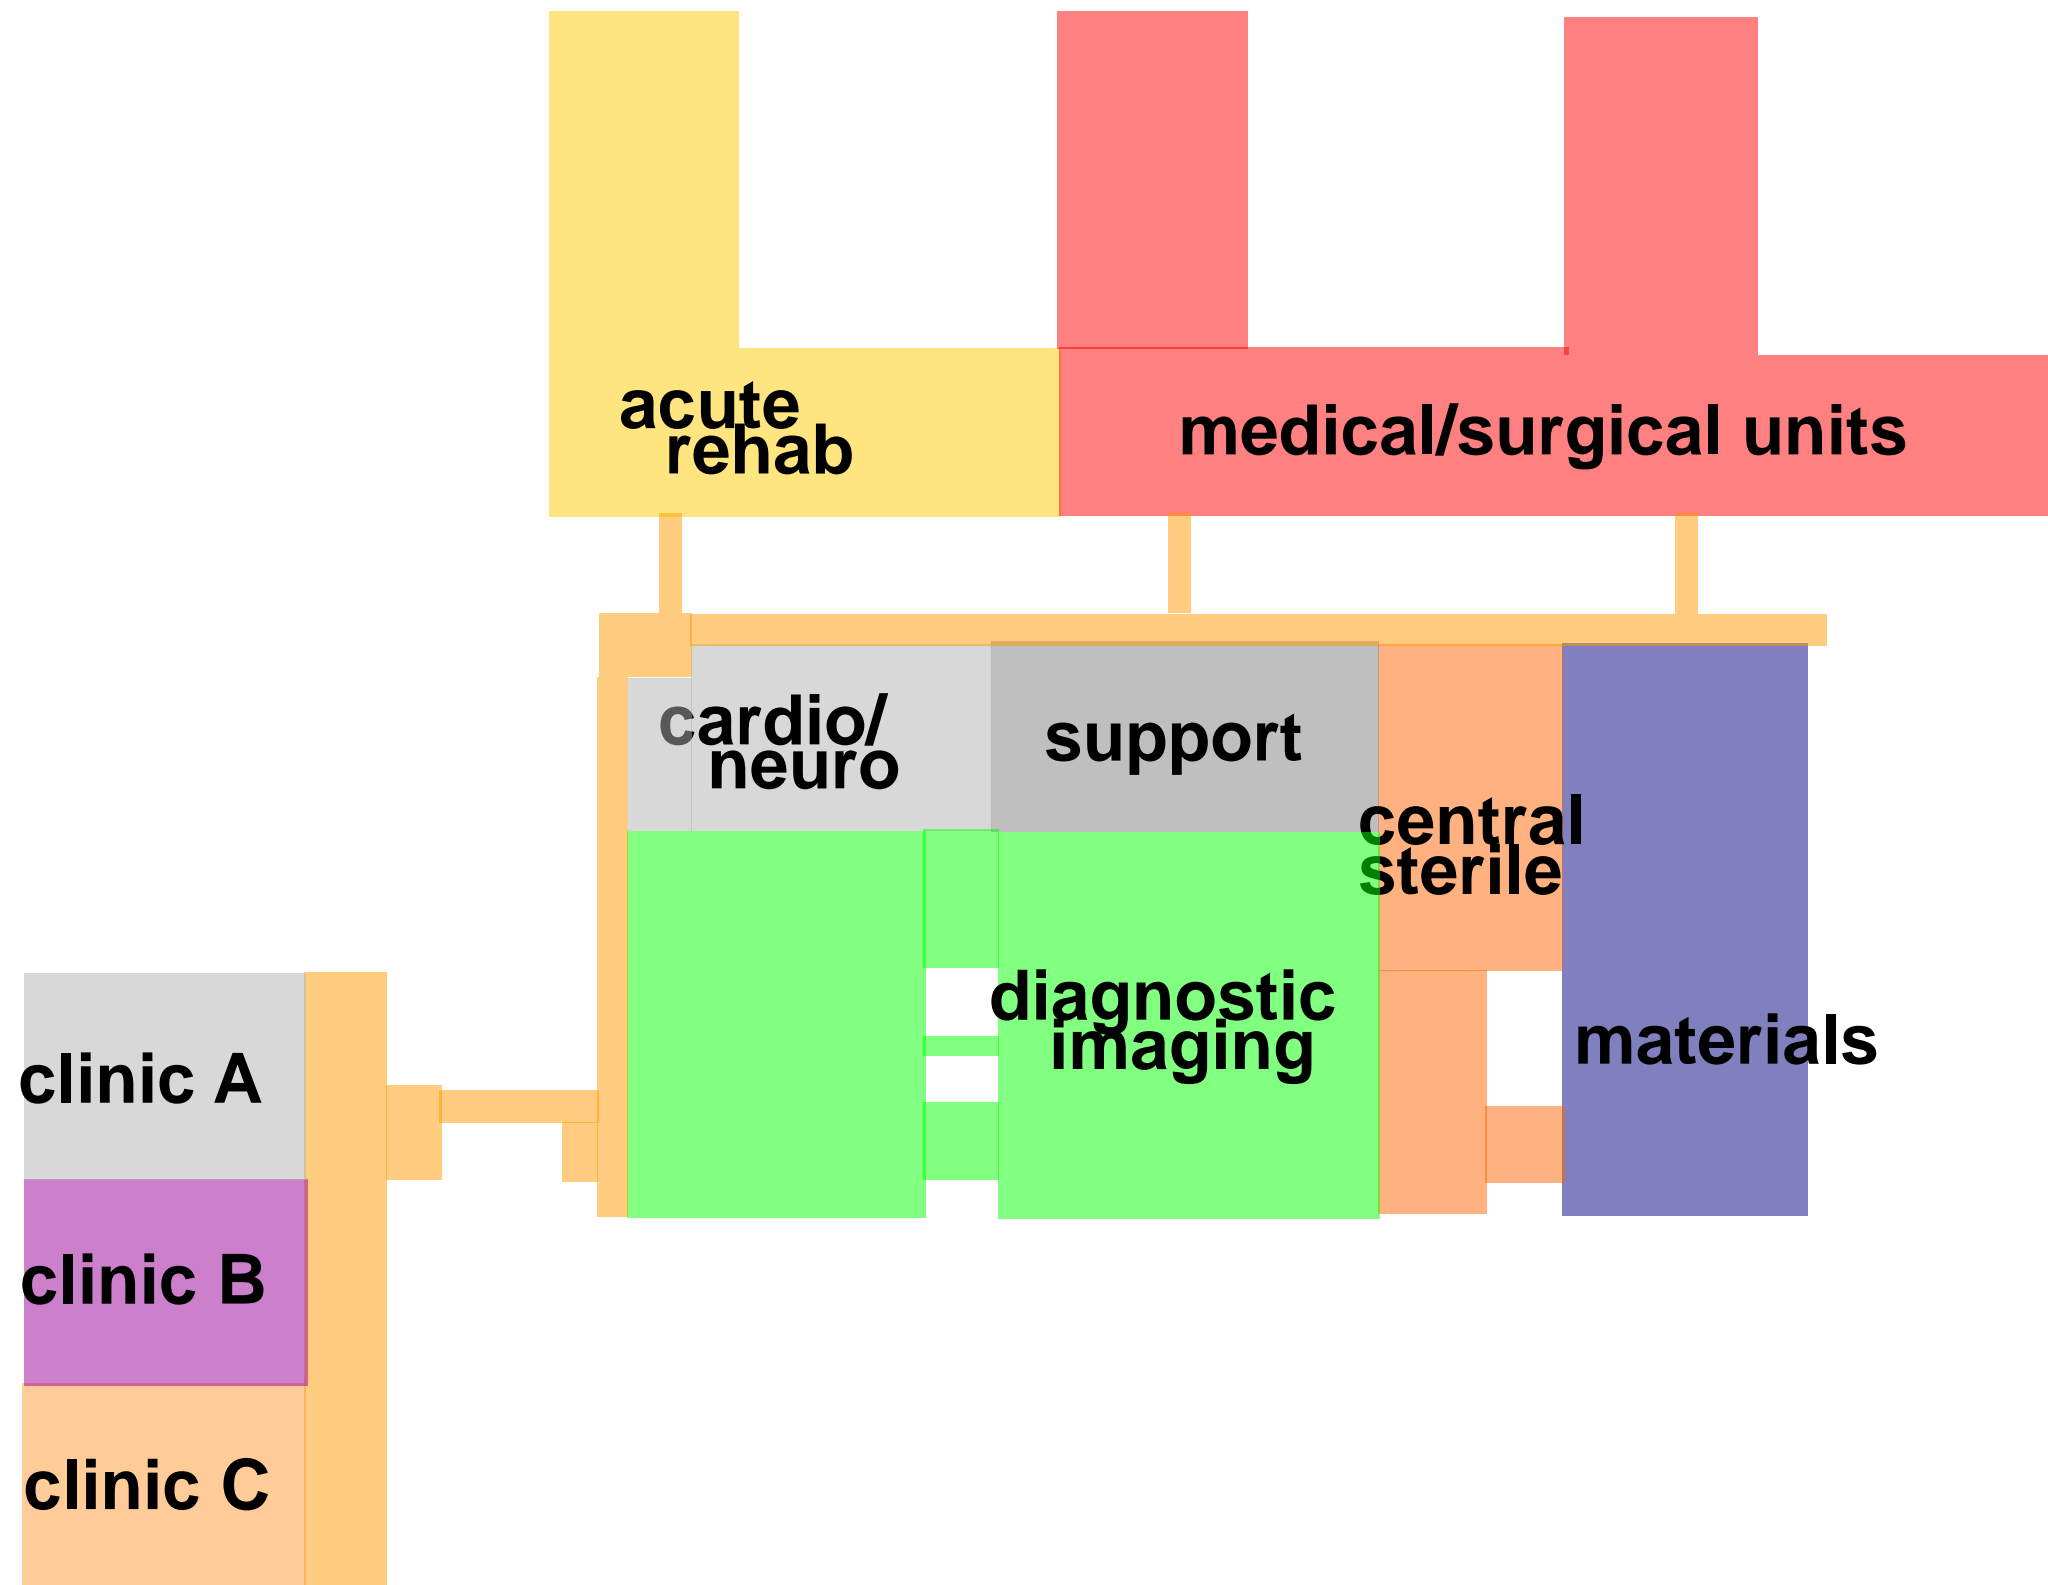 acute
rehab
medical/surgical units
cardio/
neuro
support
central
sterile
diagnostic
imaging
materials
clinic A
clinic B
clinic C